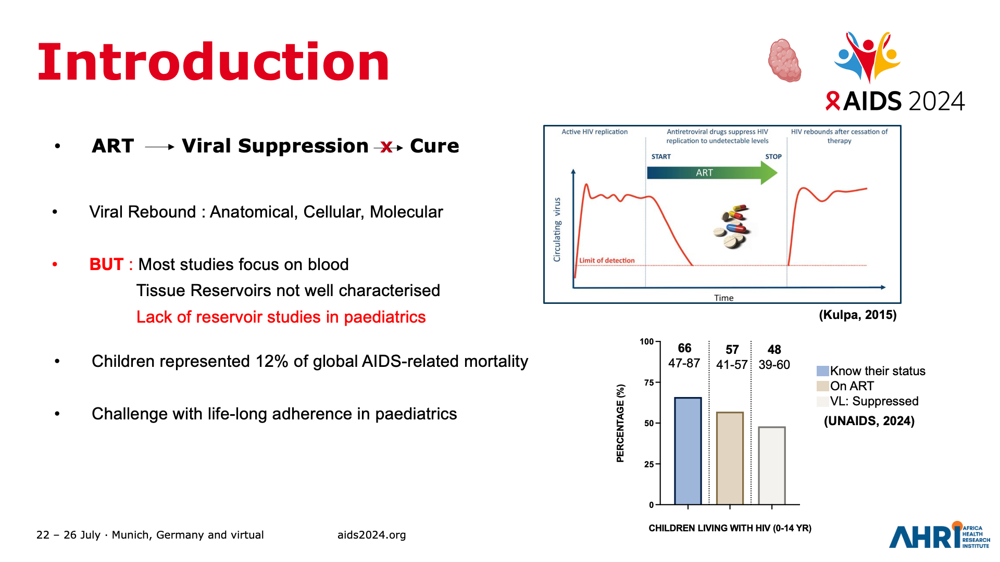 Introduction
AIDS 2024
• ART → Viral Suppression x→ Cure
• Viral Rebound : Anatomical, Cellular, Molecular
• BUT : Most studies focus on blood
Tissue Reservoirs not well characterised
Lack of reservoir studies in paediatrics
• Children represented 12% of global AIDS-related mortality
• Challenge with life-long adherence in paediatrics
Active HIV replication
Antiretroviral drugs suppress HIV
replication to undetectable levels
HIV rebounds after cessation of
therapy
START
STOP
ART
Circulating virus
Limit of detection
Time
(Kulpa, 2015)
100
75
50
25
0
PERCENTAGE (%)
66
47-87
57
41-57
48
39-60
Know their status
On ART
VL: Suppressed
(UNAIDS, 2024)
CHILDREN LIVING WITH HIV (0-14 YR)
22 – 26 July · Munich, Germany and virtual
aids2024.org
AHRI
AFRICA
HEALTH
RESEARCH
INSTITUTE